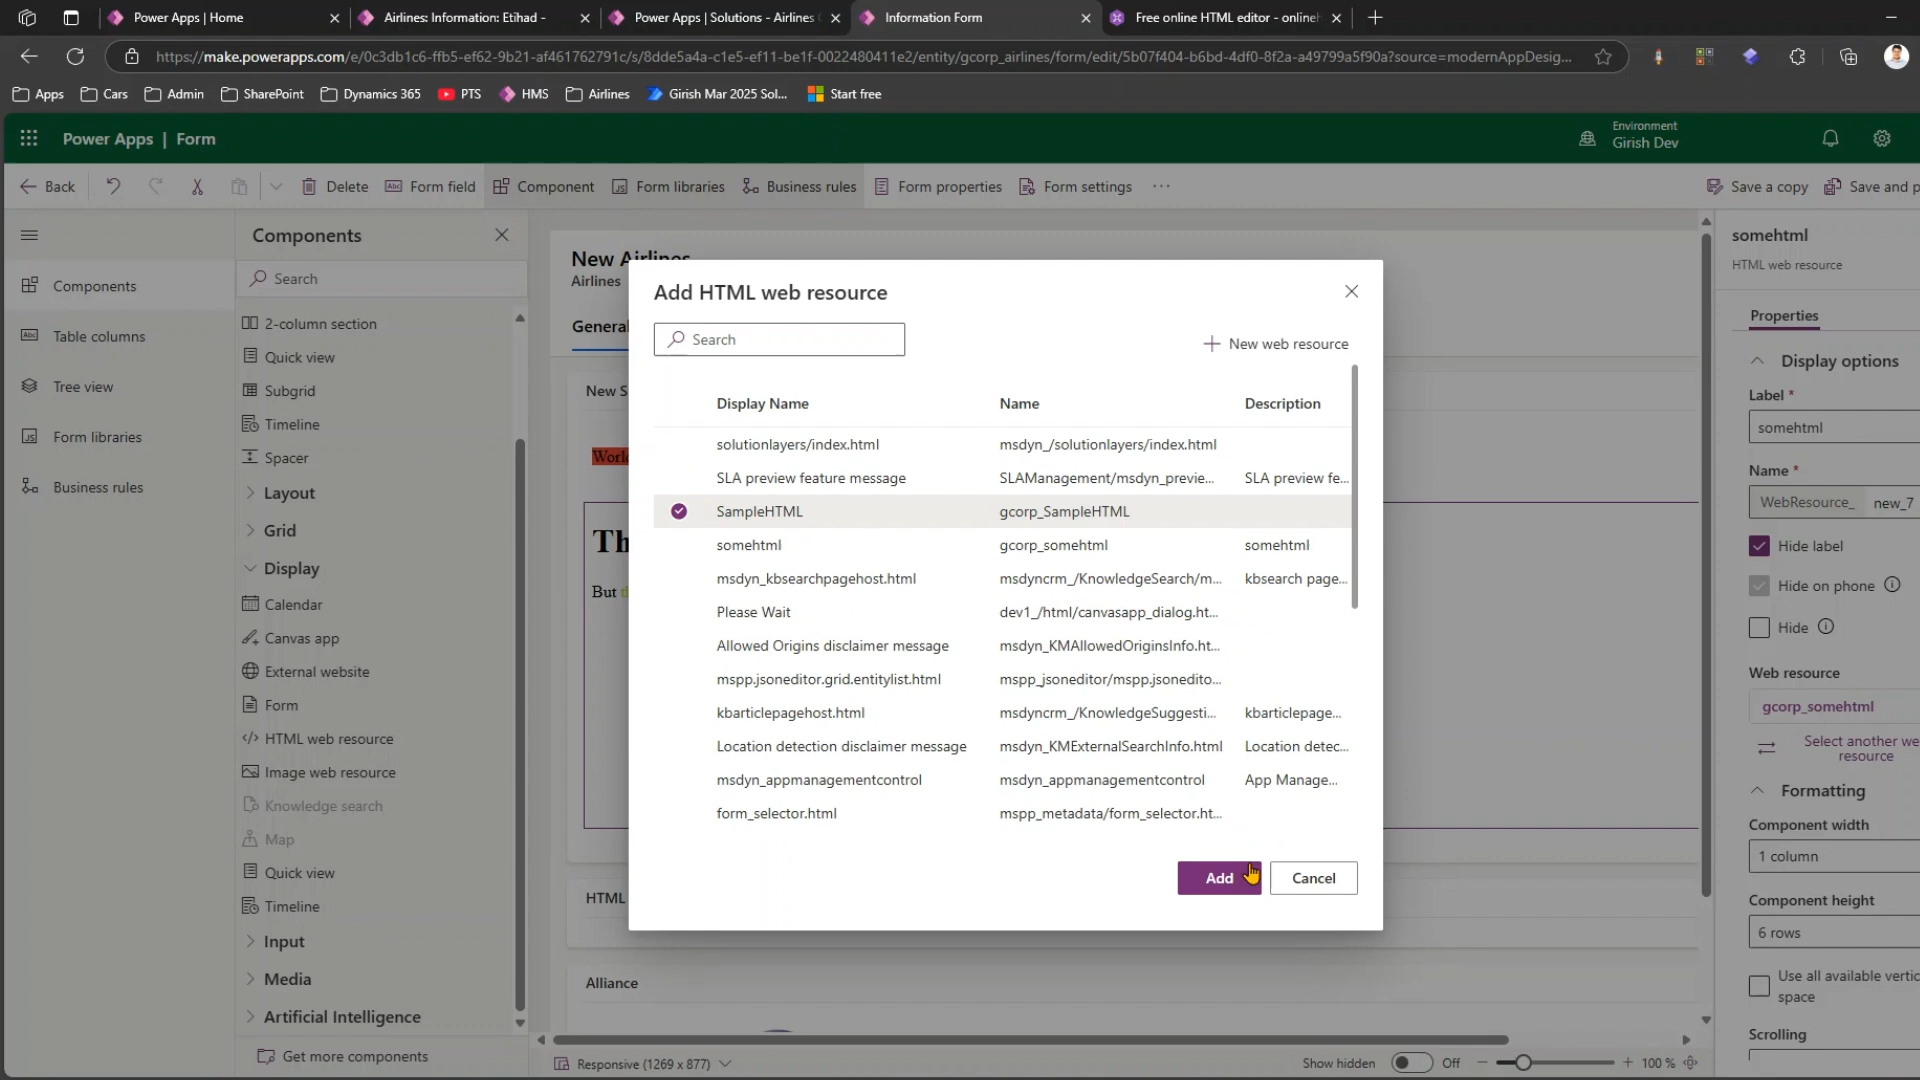 Power Apps | Home
Airlines: Information: Etihad -
Power Apps | Solutions - Airlines
Information Form
Free online HTML editor - onlineh
https://make.powerapps.com/e/0c3db1c6-ffb5-ef62-9b21-af461762791c/s/8dde5a4a-c1e5-ef11-be1f-0022480411e2/entity/gcorp_airlines/form/edit/5b07f404-b6bd-4df0-8f2a-a49799a5f90a?source=modernAppDesig...
Apps
Cars
Admin
SharePoint
Dynamics 365
PTS
HMS
Airlines
Girish Mar 2025 Sol...
Start free
Power Apps | Form
Environment
Girish Dev
Back
Delete
Form field
Component
Form libraries
Business rules
Form properties
Form settings
...
Save a copy
Save and p
Components
Table columns
Tree view
Form libraries
Business rules
Components
Search
2-column section
Quick view
Subgrid
Timeline
Spacer
Layout
Grid
Display
Calendar
Canvas app
External website
Form
HTML web resource
Image web resource
Knowledge search
Map
Quick view
Timeline
Input
Media
Artificial Intelligence
Get more components
New Airlines
Airlines
General
New S
Worl
Th
But
HTML
Alliance
Add HTML web resource
Search
New web resource
Display Name Name Description
solutionlayers/index.html msdyn_/solutionlayers/index.html
SLA preview feature message SLAManagement/msdyn_previe... SLA preview fe...
SampleHTML gcorp_SampleHTML
somehtml gcorp_somehtml somehtml
msdyn_kbsearchpagehost.html msdyncrm_/KnowledgeSearch/m... kbsearch page...
Please Wait dev1_/html/canvasapp_dialog.ht...
Allowed Origins disclaimer message msdyn_KMAllowedOriginsInfo.ht...
mspp.jsoneditor.grid.entitylist.html mspp_jsoneditor/mspp.jsonedito...
kbarticlepagehost.html msdyncrm_/KnowledgeSuggesti... kbarticlepage...
Location detection disclaimer message msdyn_KMExternalSearchInfo.html Location detec...
msdyn_appmanagementcontrol msdyn_appmanagementcontrol App Manage...
form_selector.html mspp_metadata/form_selector.ht...
Add
Cancel
Responsive (1269 x 877)
Show hidden
Off
100 %
somehtml
HTML web resource
Properties
Display options
Label *
somehtml
Name *
WebResource_ new_7
Hide label
Hide on phone
Hide
Web resource
gcorp_somehtml
Select another we
resource
Formatting
Component width
1 column
Component height
6 rows
Use all available vertic
space
Scrolling